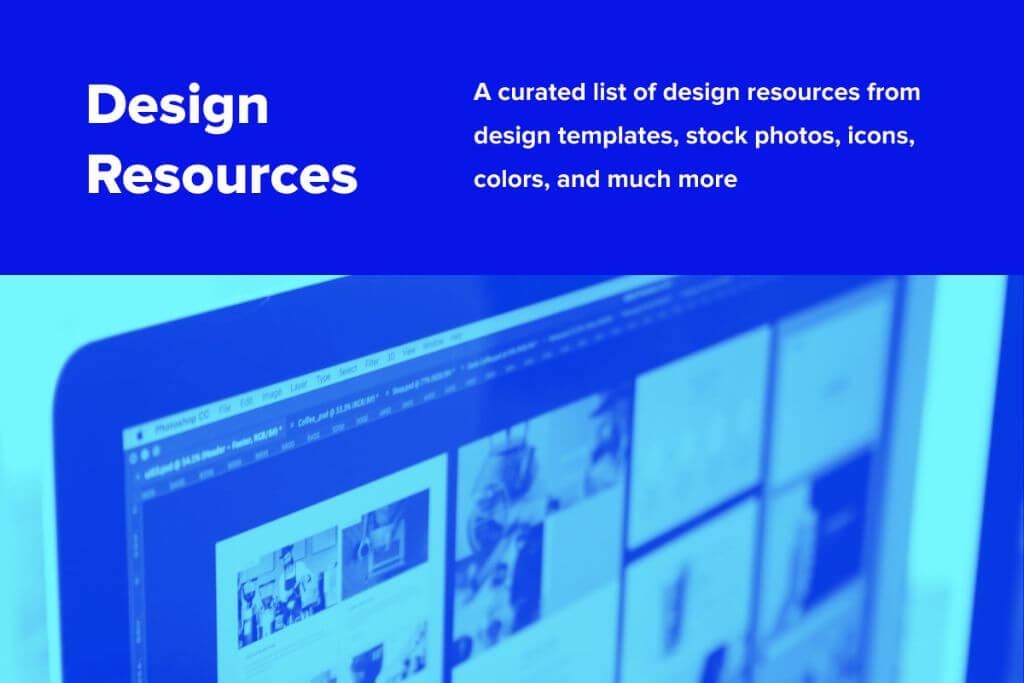 Design
Resources
A curated list of design resources from
design templates, stock photos, icons,
colors, and much more
Photoshop CC File Edit Image Layer Type Select Filter 3D View Window